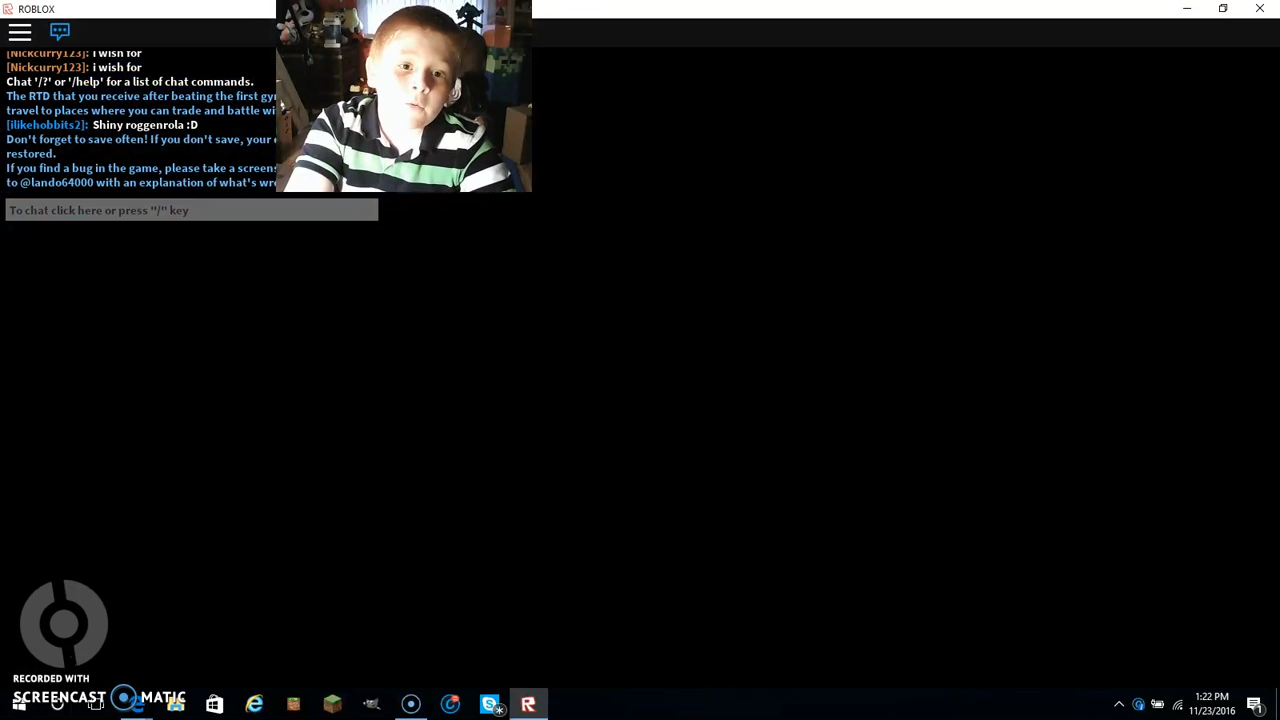 ROBLOX
[Nickcurry123]: i wish for
[Nickcurry123]: i wish for
Chat '/?' or '/help' for a list of chat commands.
The RTD that you receive after beating the first gy
travel to places where you can trade and battle wi
[ilikehobbits2]: Shiny roggenrola :D
Don't forget to save often! If you don't save, your
restored.
If you find a bug in the game, please take a screens
to @lando64000 with an explanation of what's wr
To chat click here or press "/" key
RECORDED WITH
SCREENCAST MATIC
1:22 PM
11/23/2016